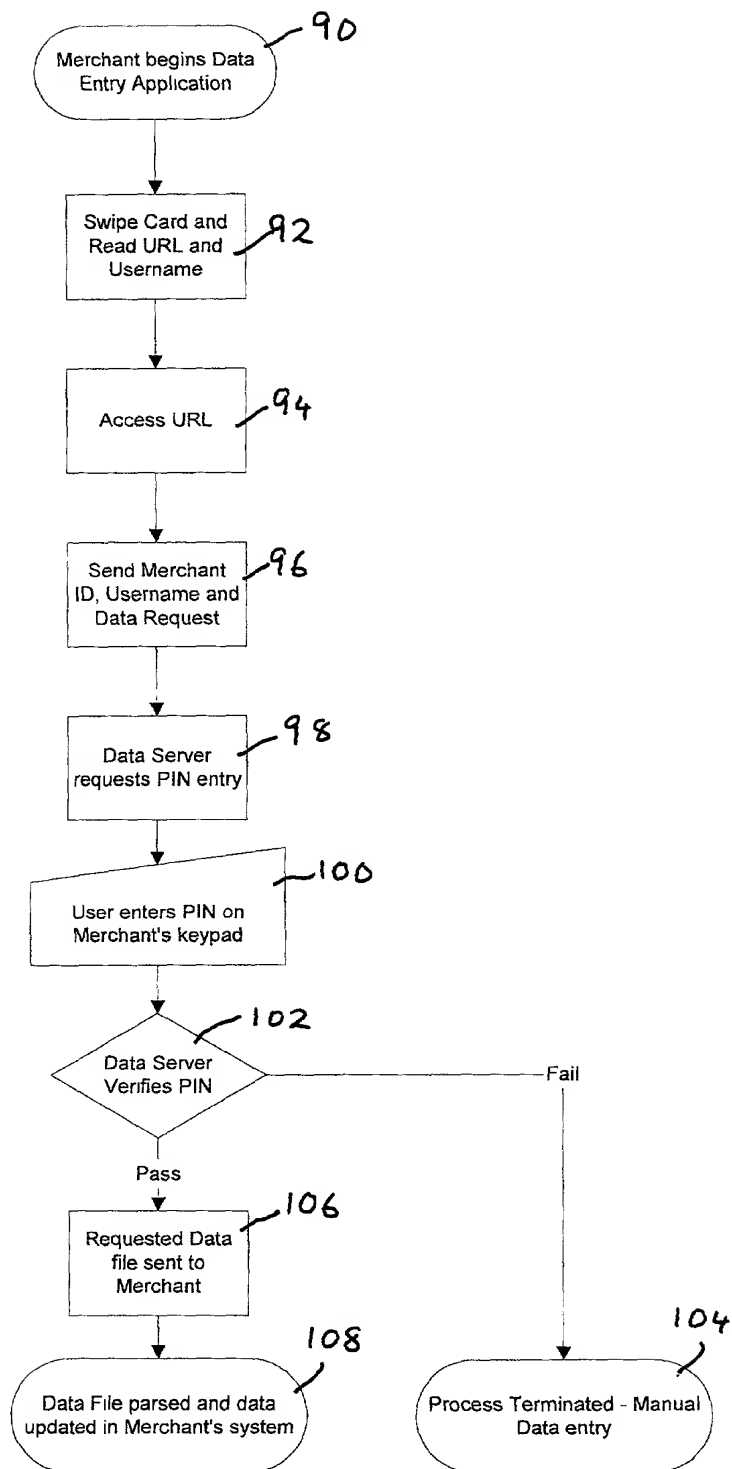 90
Merchant begins Data
Entry Application
Swipe Card and
Read URL and
Username
92
Access URL
94
Send Merchant
ID, Username and
Data Request
96
Data Server
requests PIN entry
98
100
User enters PIN on
Merchant's keypad
102
Data Server
Verifies PIN
Fail
Pass
106
Requested Data
file sent to
Merchant
108
Data File parsed and data
updated in Merchant's system
104
Process Terminated - Manual
Data entry